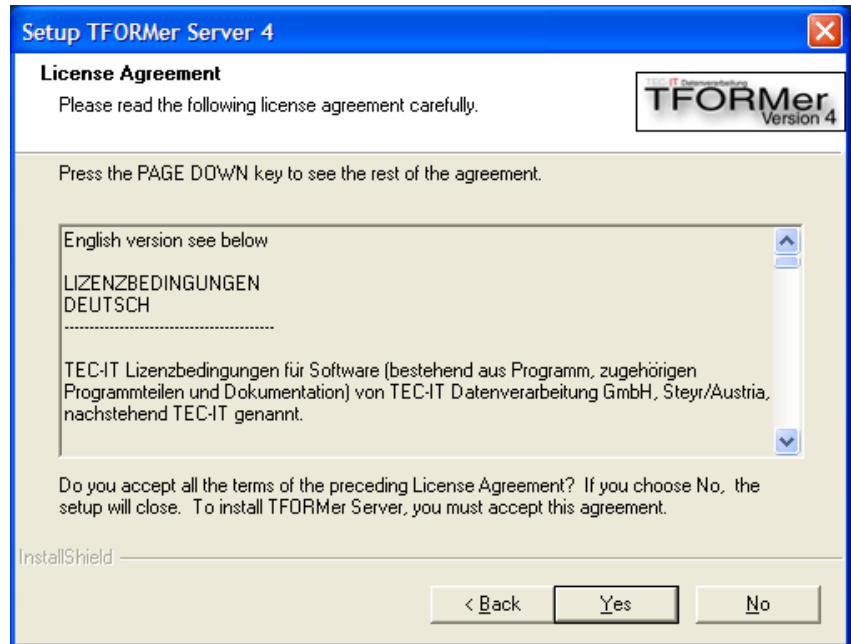 Setup TFORMer Server 4
License Agreement
Please read the following license agreement carefully.
TEC-IT Datenverarbeitung
TFORMer
Version 4
Press the PAGE DOWN key to see the rest of the agreement.
English version see below
LIZENZBEDINGUNGEN
DEUTSCH
------------------------------------------
TEC-IT Lizenzbedingungen für Software (bestehend aus Programm, zugehörigen
Programmteilen und Dokumentation) von TEC-IT Datenverarbeitung GmbH, Steyr/Austria,
nachstehend TEC-IT genannt.
Do you accept all the terms of the preceding License Agreement? If you choose No, the
setup will close. To install TFORMer Server, you must accept this agreement.
InstallShield
< Back
Yes
No